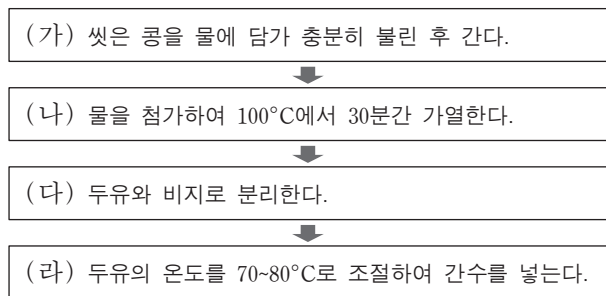 (가) 씻은 콩을 물에 담가 충분히 불린 후 간다.
(나) 물을 첨가하여 100°C에서 30분간 가열한다.
(다) 두유와 비지로 분리한다.
(라) 두유의 온도를 70~80°C로 조절하여 간수를 넣는다.